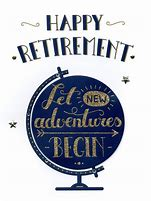 HAPPY
RETIREMENT
Let NEW
adventures
BEGIN